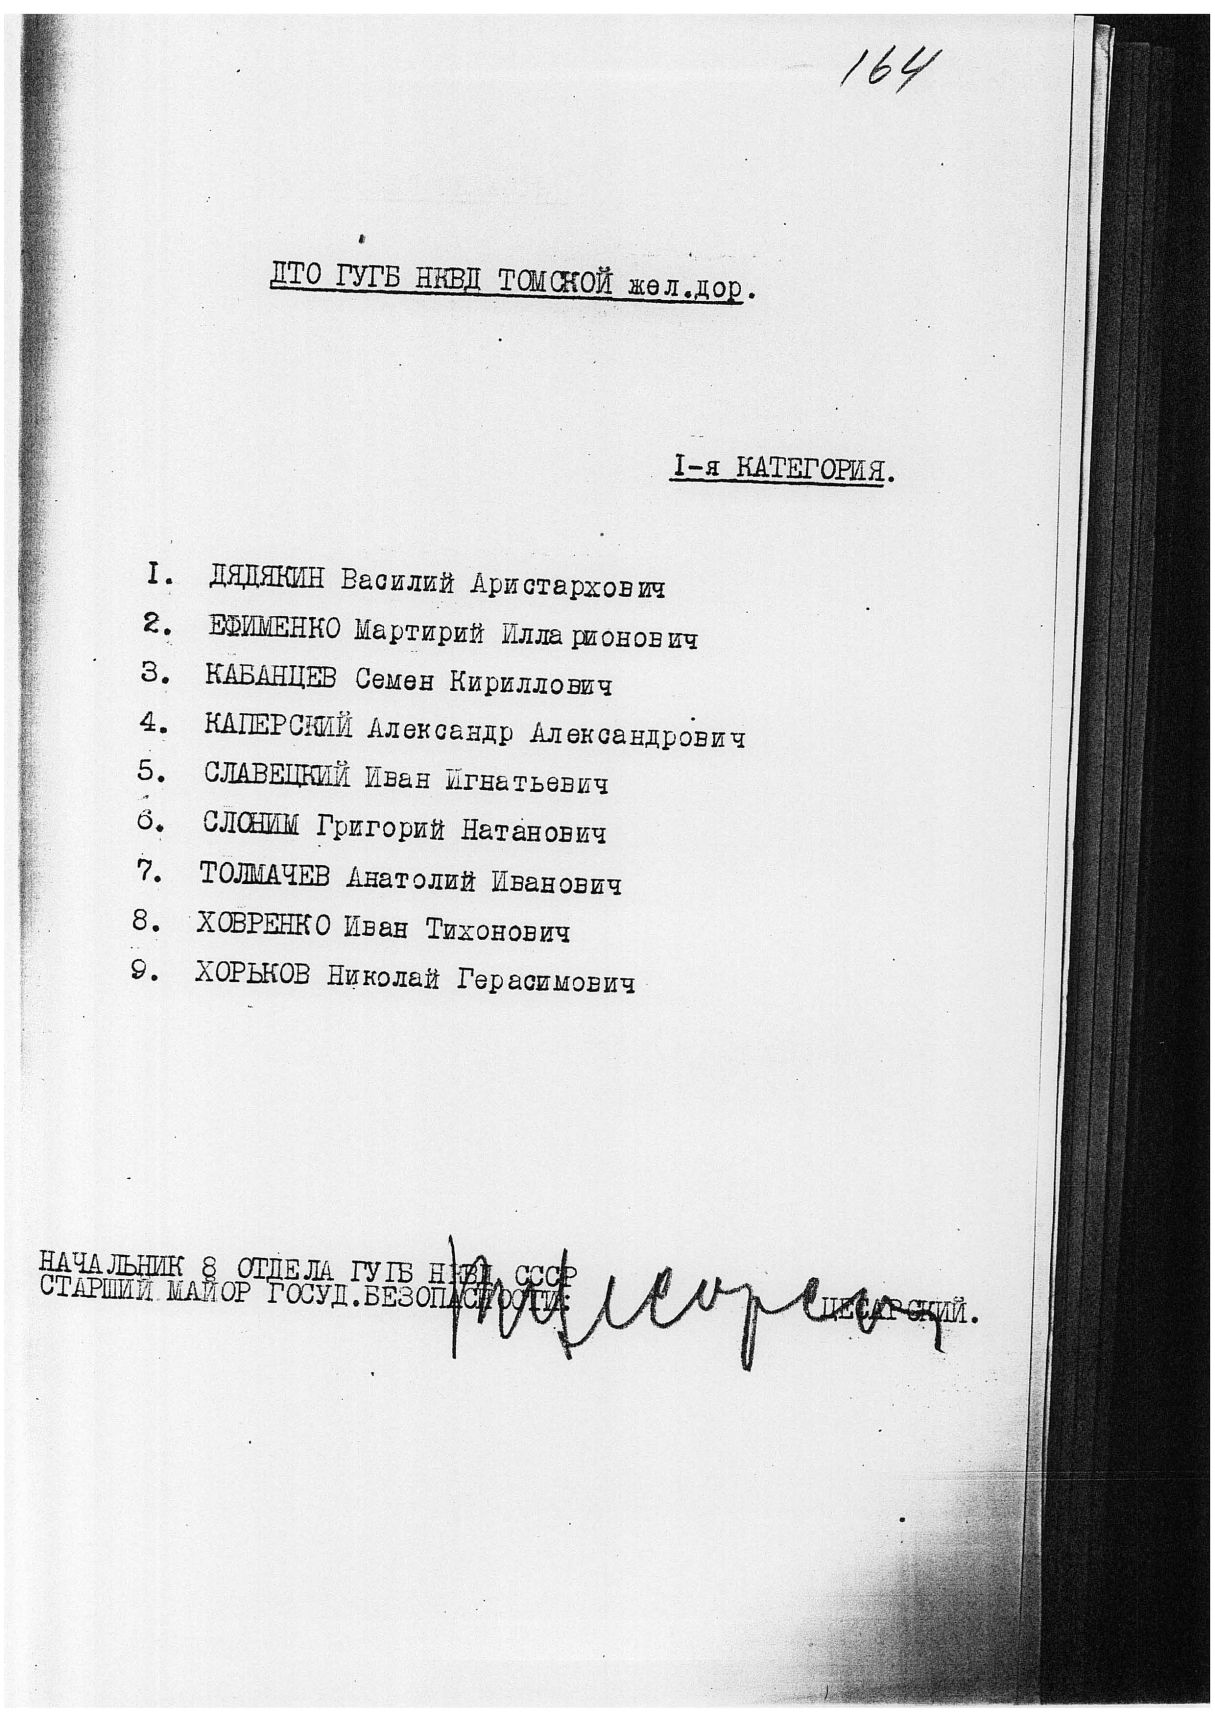 164
ДТО ГУГБ НКВД ТОМСКОЙ жел.дор.
I-я КАТЕГОРИЯ.
I. ДЯДЯКИН Василий Аристархович
2. ЕФИМЕНКО Мартирий Илларионович
3. КАБАНЦЕВ Семен Кириллович
4. КАПЕРСКИЙ Александр Александрович
5. СЛАВЕЦКИЙ Иван Игнатьевич
6. СЛОНИМ Григорий Натанович
7. ТОЛМАЧЕВ Анатолий Иванович
8. ХОВРЕНКО Иван Тихонович
9. ХОРЬКОВ Николай Герасимович
НАЧАЛЬНИК 8 ОТДЕЛА ГУГБ НКВД СССР
СТАРШИЙ МАЙОР ГОСУД.БЕЗОПАСНОСТИ:
ЦЕСАРСКИЙ.